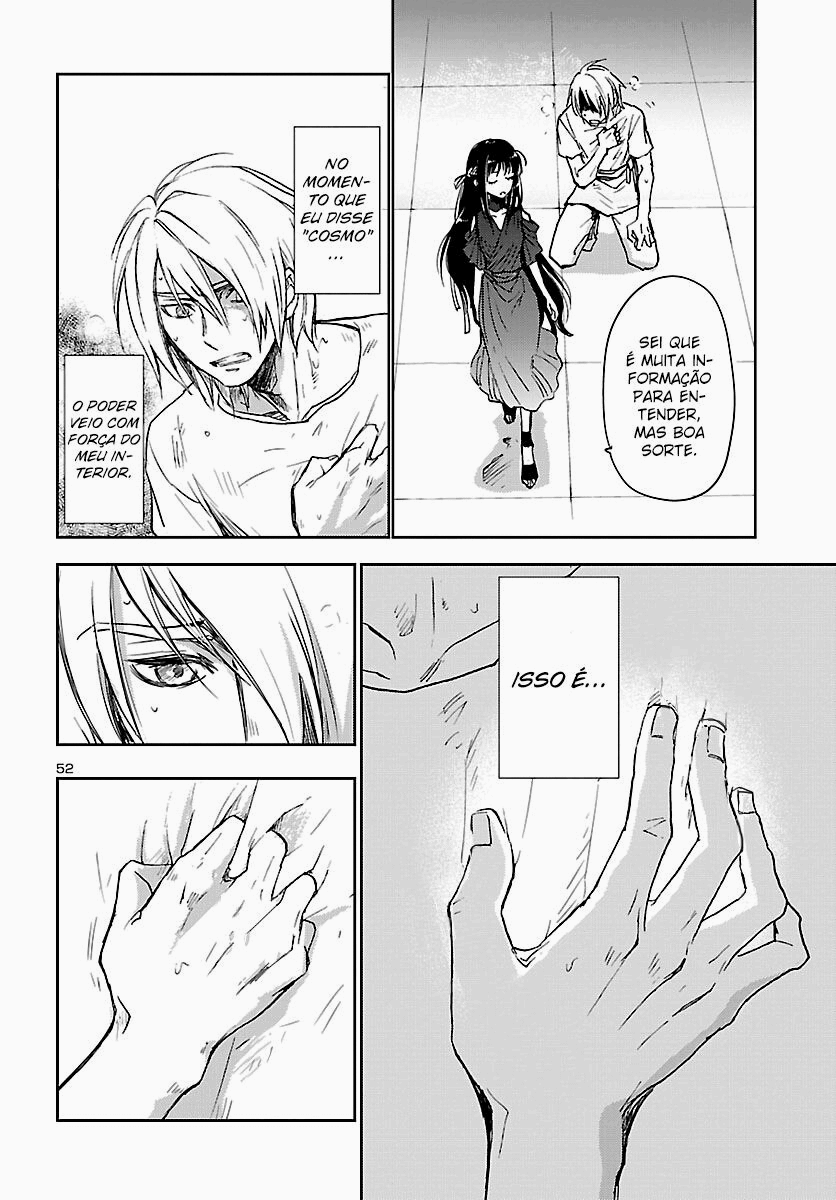 SEI QUE
É MUITA IN-
FORMAÇÃO
PARA EN-
TENDER,
MAS BOA
SORTE.
NO
MOMEN-
TO QUE
EU DISSE
"COSMO"
...
O PODER
VEIO COM
FORÇA DO
MEU IN-
TERIOR.
ISSO É...
52